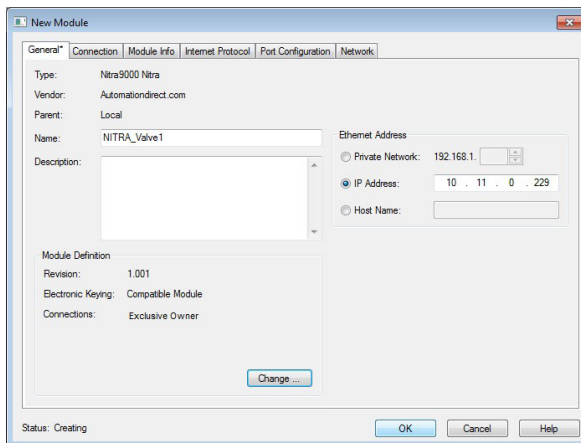 New Module
General* Connection Module Info Internet Protocol Port Configuration Network
Type: Nitra9000 Nitra
Vendor: Automationdirect.com
Parent: Local
Name: NITRA_Valve1
Description:
Ethernet Address
Private Network: 192.168.1.
IP Address: 10 . 11 . 0 . 229
Host Name:
Module Definition
Revision: 1.001
Electronic Keying: Compatible Module
Connections: Exclusive Owner
Change ...
Status: Creating
OK Cancel Help